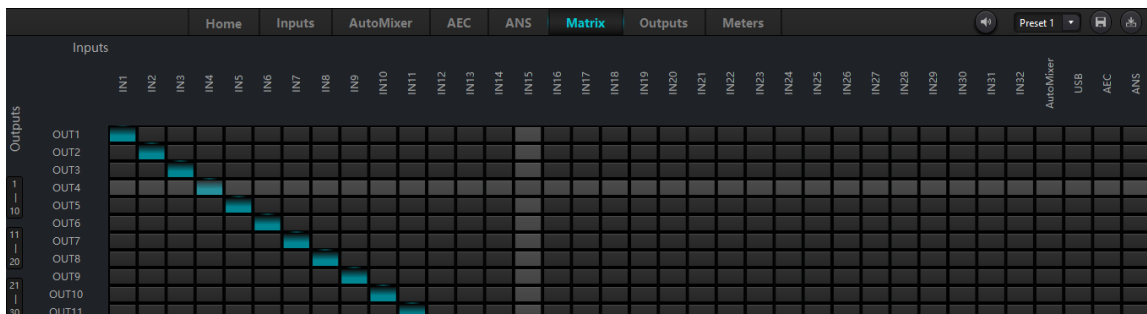 Home Inputs AutoMixer AEC ANS Matrix Outputs Meters Preset 1
Inputs
IN1 IN2 IN3 IN4 IN5 IN6 IN7 IN8 IN9 IN10 IN11 IN12 IN13 IN14 IN15 IN16 IN17 IN18 IN19 IN20 IN21 IN22 IN23 IN24 IN25 IN26 IN27 IN28 IN29 IN30 IN31 IN32 AutoMixer USB AEC ANS
Outputs
OUT1
OUT2
OUT3
OUT4
OUT5
OUT6
OUT7
OUT8
OUT9
OUT10
OUT11
1
|
10
11
|
20
21
|
30